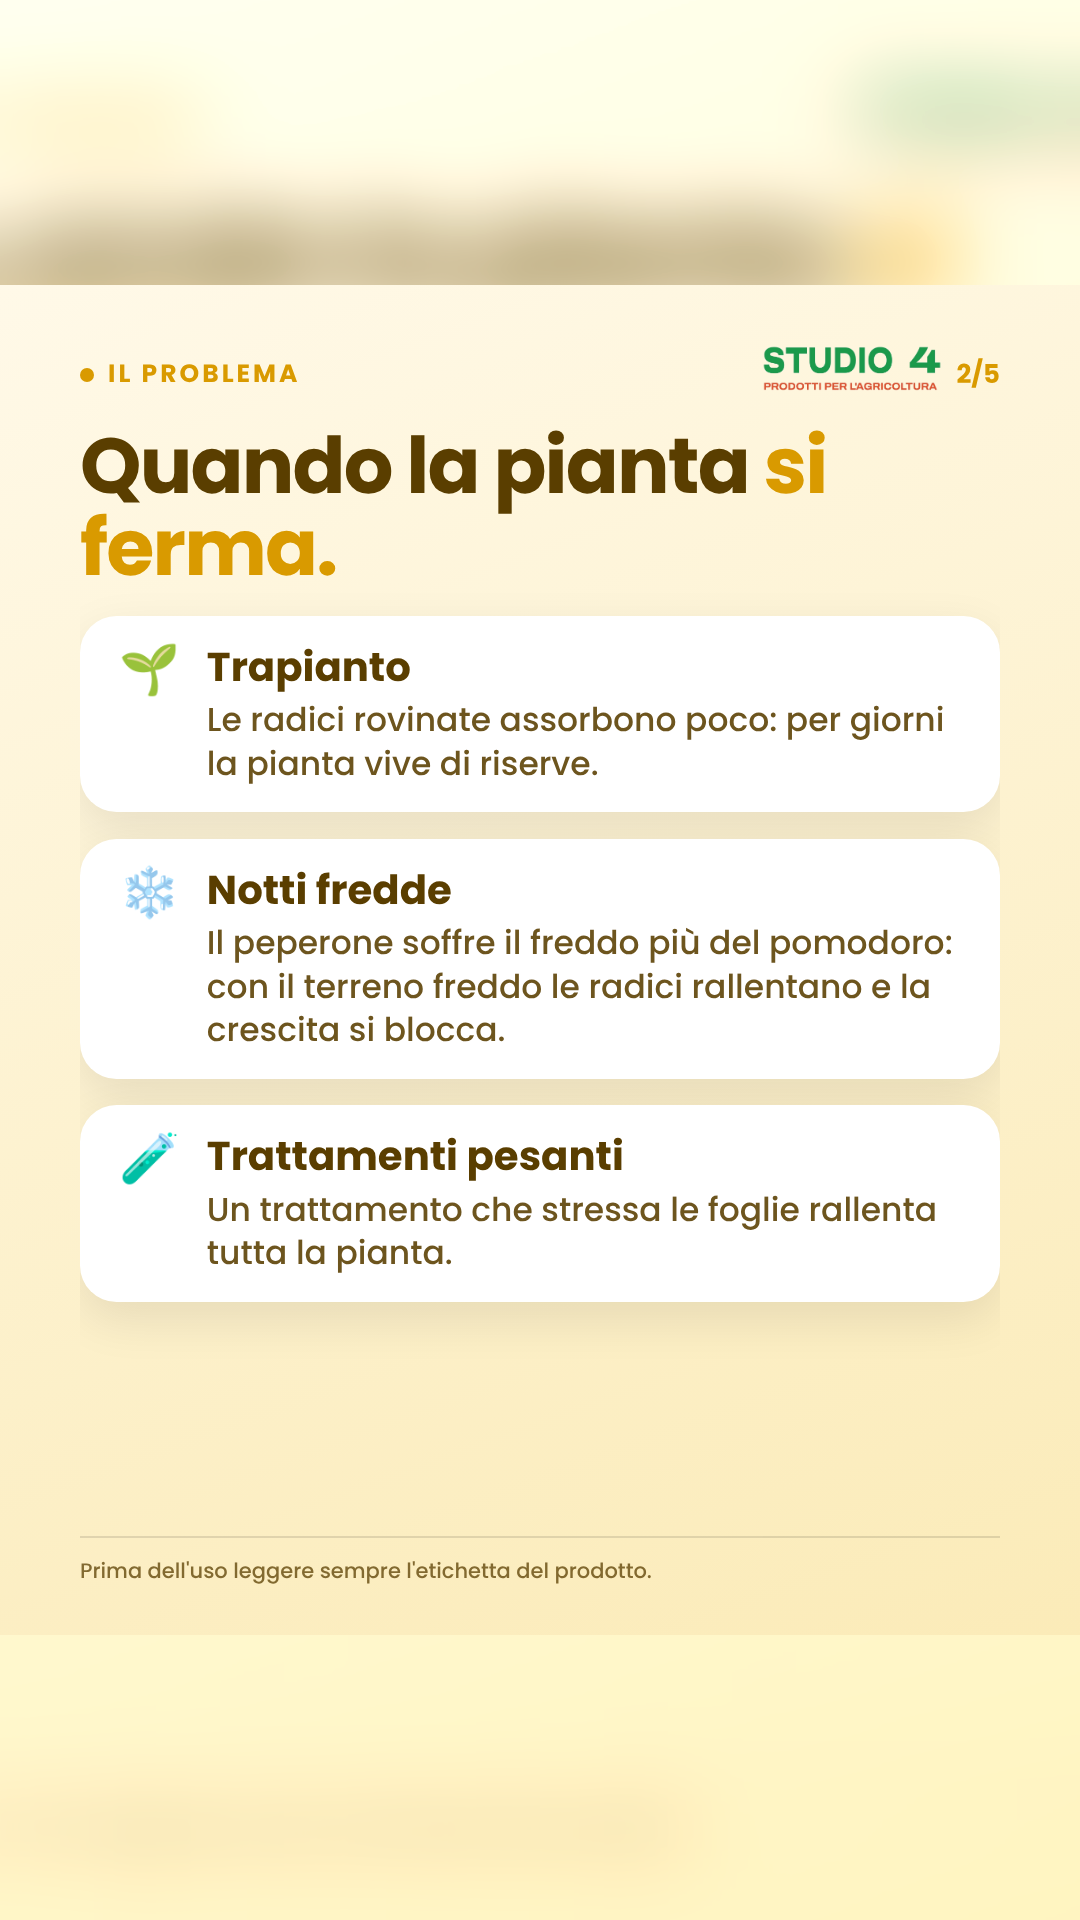 IL PROBLEMA
STUDIO 4
PRODOTTI PER L'AGRICOLTURA
2/5
Quando la pianta si
ferma.
Trapianto
Le radici rovinate assorbono poco: per giorni
la pianta vive di riserve.
Notti fredde
Il peperone soffre il freddo più del pomodoro:
con il terreno freddo le radici rallentano e la
crescita si blocca.
Trattamenti pesanti
Un trattamento che stressa le foglie rallenta
tutta la pianta.
Prima dell'uso leggere sempre l'etichetta del prodotto.